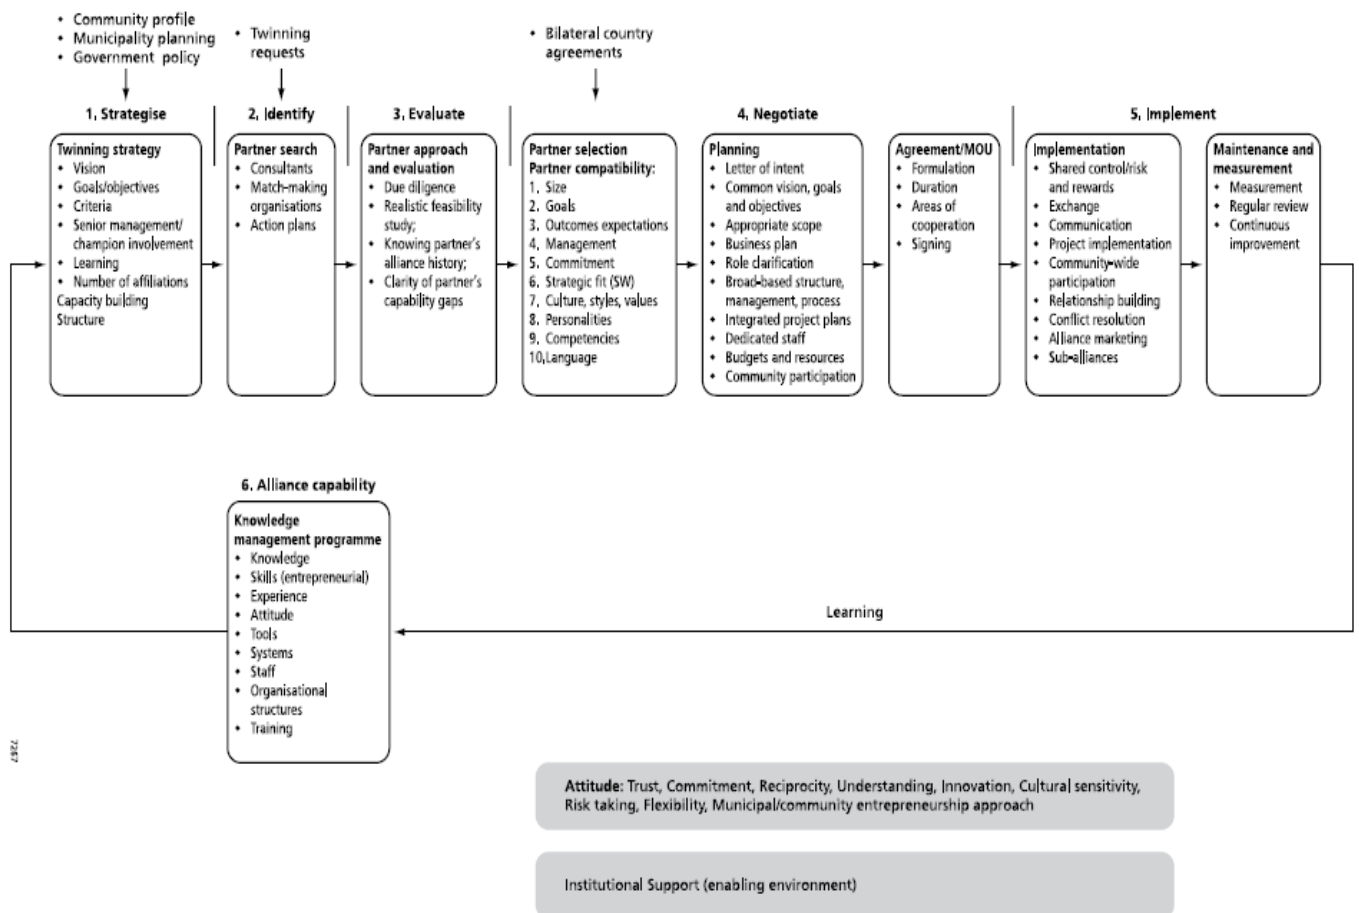 • Community profile
• Municipality planning
• Government policy
• Twinning
requests
• Bilateral country
agreements
1, Strategise
2, Identify
3, Evaluate
4, Negotiate
5, Implement
Twinning strategy
• Vision
• Goals/objectives
• Criteria
• Senior management/
champion involvement
• Learning
• Number of affiliations
Capacity building
Structure
Partner search
• Consultants
• Match-making
organisations
• Action plans
Partner approach
and evaluation
• Due diligence
• Realistic feasibility
study;
• Knowing partner's
alliance history;
• Clarity of partner's
capability gaps
Partner selection
Partner compatibility:
1. Size
2. Goals
3. Outcomes expectations
4. Management
5. Commitment
6. Strategic fit (SW)
7. Culture, styles, values
8. Personalities
9. Competencies
10, Language
Planning
• Letter of intent
• Common vision, goals
and objectives
• Appropriate scope
• Business plan
• Role clarification
• Broad-based structure,
management, process
• Integrated project plans
• Dedicated staff
• Budgets and resources
• Community participation
Agreement/MOU
• Formulation
• Duration
• Areas of
cooperation
• Signing
Implementation
• Shared control/risk
and rewards
• Exchange
• Communication
• Project implementation
• Community-wide
participation
• Relationship building
• Conflict resolution
• Alliance marketing
• Sub-alliances
Maintenance and
measurement
• Measurement
• Regular review
• Continuous
improvement
6. Alliance capability
Knowledge
management programme
• Knowledge
• Skills (entrepreneurial)
• Experience
• Attitude
• Tools
• Systems
• Staff
• Organisational
structures
• Training
Learning
7267
Attitude: Trust, Commitment, Reciprocity, Understanding, Innovation, Cultural sensitivity,
Risk taking, Flexibility, Municipal/community entrepreneurship approach
Institutional Support (enabling environment)